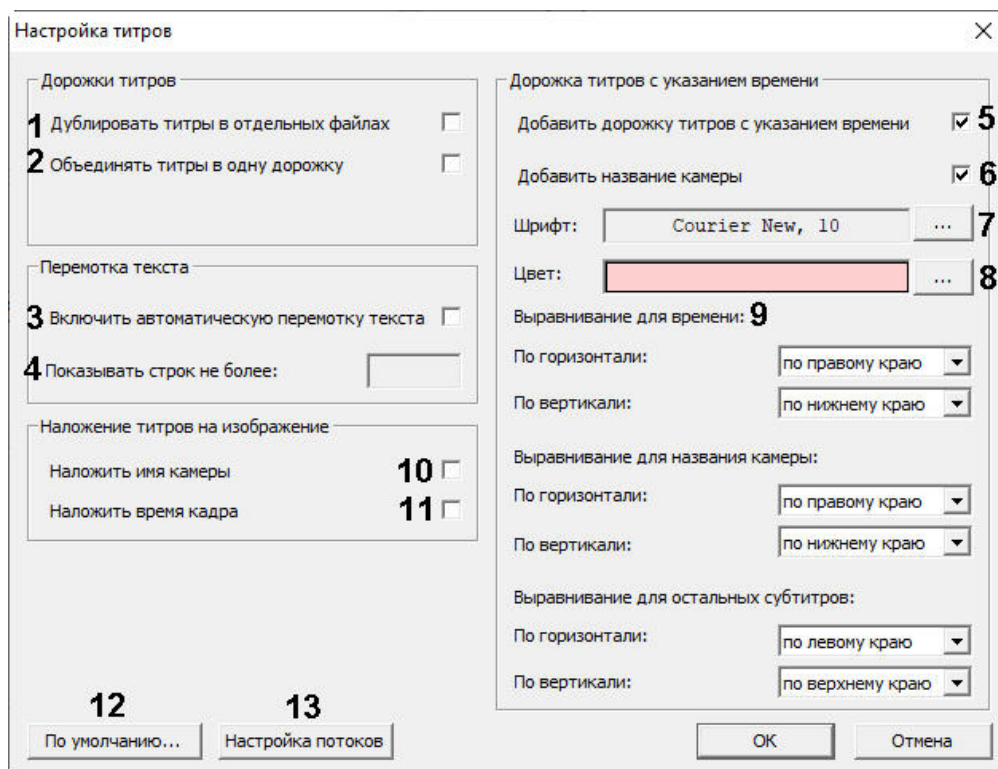 Настройка титров
Дорожки титров
1 Дублировать титры в отдельных файлах
2 Объединять титры в одну дорожку
Перемотка текста
3 Включить автоматическую перемотку текста
4 Показывать строк не более:
Наложение титров на изображение
Наложить имя камеры 10
Наложить время кадра 11
Дорожка титров с указанием времени
Добавить дорожку титров с указанием времени 5
Добавить название камеры 6
Шрифт: Courier New, 10 ... 7
Цвет: ... 8
Выравнивание для времени: 9
По горизонтали: по правому краю
По вертикали: по нижнему краю
Выравнивание для названия камеры:
По горизонтали: по правому краю
По вертикали: по нижнему краю
Выравнивание для остальных субтитров:
По горизонтали: по левому краю
По вертикали: по верхнему краю
12 13
По умолчанию... Настройка потоков OK Отмена